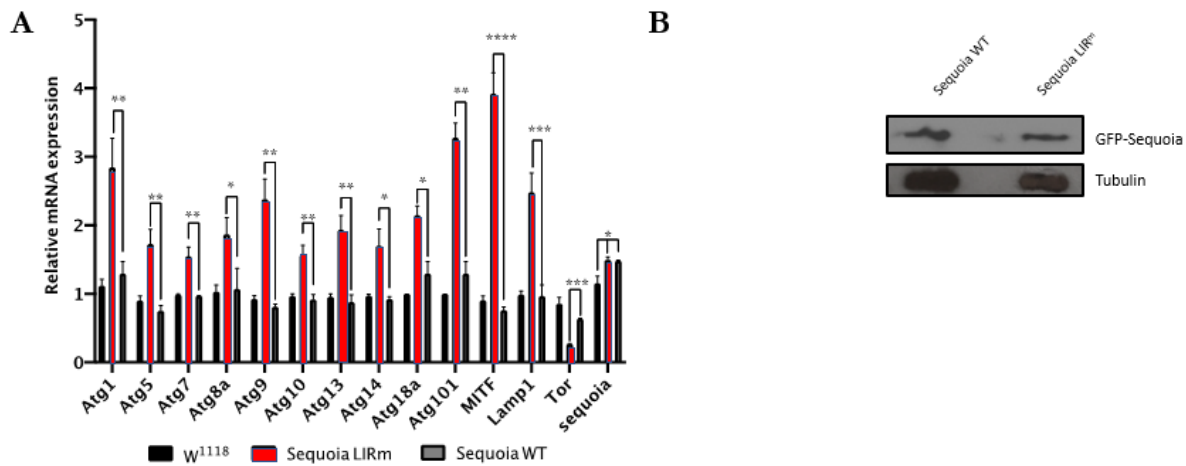 A
B
5
4
3
2
1
0
Relative mRNA expression
**
**
**
*
**
**
**
*
*
**
****
***
***
*
Atg1
Atg5
Atg7
Atg8a
Atg9
Atg10
Atg13
Atg14
Atg18a
Atg101
MITF
Lamp1
Tor
sequoia
W¹¹¹⁸ Sequoia LIRm Sequoia WT
Sequoia WT
Sequoia LIRᵐ
GFP-Sequoia
Tubulin